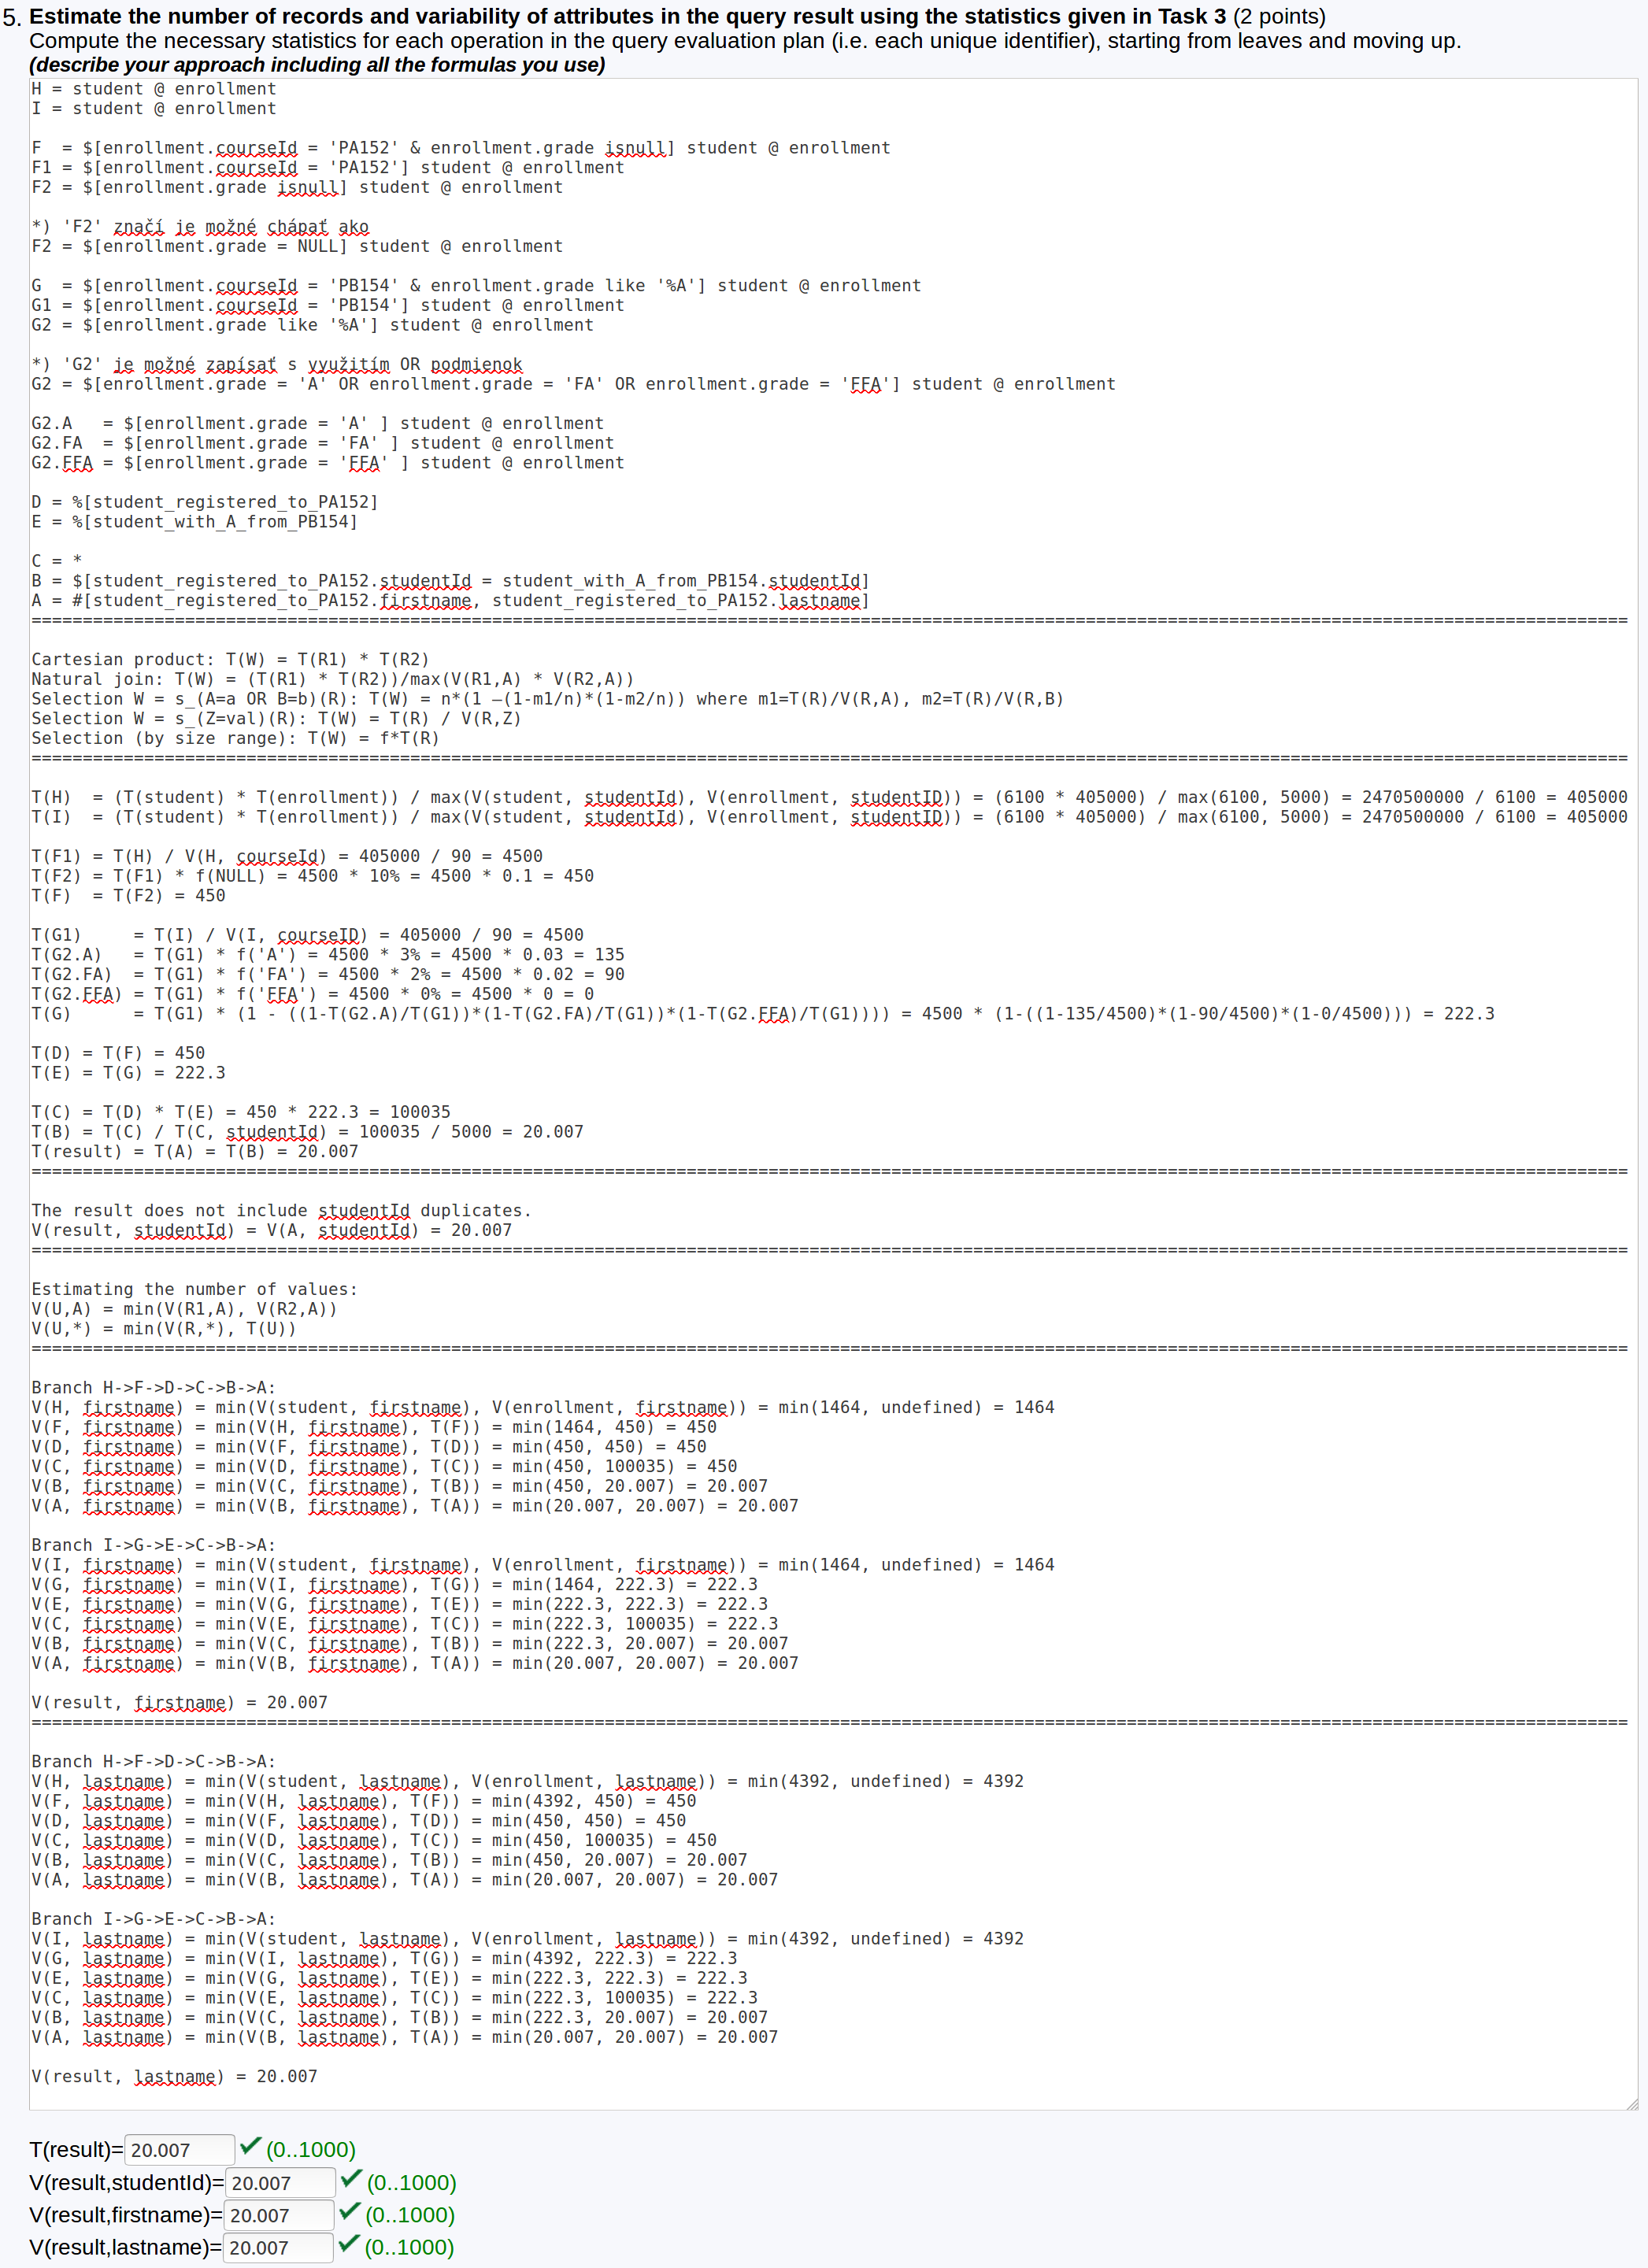 5. Estimate the number of records and variability of attributes in the query result using the statistics given in Task 3 (2 points)
Compute the necessary statistics for each operation in the query evaluation plan (i.e. each unique identifier), starting from leaves and moving up.
(describe your approach including all the formulas you use)
H = student @ enrollment
I = student @ enrollment
F  = $[enrollment.courseId = 'PA152' & enrollment.grade isnull] student @ enrollment
F1 = $[enrollment.courseId = 'PA152'] student @ enrollment
F2 = $[enrollment.grade isnull] student @ enrollment
*) 'F2' značí je možné chápať ako
F2 = $[enrollment.grade = NULL] student @ enrollment
G  = $[enrollment.courseId = 'PB154' & enrollment.grade like '%A'] student @ enrollment
G1 = $[enrollment.courseId = 'PB154'] student @ enrollment
G2 = $[enrollment.grade like '%A'] student @ enrollment
*) 'G2' je možné zapísať s využitím OR podmienok
G2 = $[enrollment.grade = 'A' OR enrollment.grade = 'FA' OR enrollment.grade = 'FFA'] student @ enrollment
G2.A   = $[enrollment.grade = 'A' ] student @ enrollment
G2.FA  = $[enrollment.grade = 'FA' ] student @ enrollment
G2.FFA = $[enrollment.grade = 'FFA' ] student @ enrollment
D = %[student_registered_to_PA152]
E = %[student_with_A_from_PB154]
C = *
B = $[student_registered_to_PA152.studentId = student_with_A_from_PB154.studentId]
A = #[student_registered_to_PA152.firstname, student_registered_to_PA152.lastname]
============================================================================================================================================================
Cartesian product: T(W) = T(R1) * T(R2)
Natural join: T(W) = (T(R1) * T(R2))/max(V(R1,A) * V(R2,A))
Selection W = s_(A=a OR B=b)(R): T(W) = n*(1 –(1-m1/n)*(1-m2/n)) where m1=T(R)/V(R,A), m2=T(R)/V(R,B)
Selection W = s_(Z=val)(R): T(W) = T(R) / V(R,Z)
Selection (by size range): T(W) = f*T(R)
============================================================================================================================================================
T(H)  = (T(student) * T(enrollment)) / max(V(student, studentId), V(enrollment, studentID)) = (6100 * 405000) / max(6100, 5000) = 2470500000 / 6100 = 405000
T(I)  = (T(student) * T(enrollment)) / max(V(student, studentId), V(enrollment, studentID)) = (6100 * 405000) / max(6100, 5000) = 2470500000 / 6100 = 405000
T(F1) = T(H) / V(H, courseId) = 405000 / 90 = 4500
T(F2) = T(F1) * f(NULL) = 4500 * 10% = 4500 * 0.1 = 450
T(F)  = T(F2) = 450
T(G1)     = T(I) / V(I, courseID) = 405000 / 90 = 4500
T(G2.A)   = T(G1) * f('A') = 4500 * 3% = 4500 * 0.03 = 135
T(G2.FA)  = T(G1) * f('FA') = 4500 * 2% = 4500 * 0.02 = 90
T(G2.FFA) = T(G1) * f('FFA') = 4500 * 0% = 4500 * 0 = 0
T(G)      = T(G1) * (1 - ((1-T(G2.A)/T(G1))*(1-T(G2.FA)/T(G1))*(1-T(G2.FFA)/T(G1)))) = 4500 * (1-((1-135/4500)*(1-90/4500)*(1-0/4500))) = 222.3
T(D) = T(F) = 450
T(E) = T(G) = 222.3
T(C) = T(D) * T(E) = 450 * 222.3 = 100035
T(B) = T(C) / T(C, studentId) = 100035 / 5000 = 20.007
T(result) = T(A) = T(B) = 20.007
============================================================================================================================================================
The result does not include studentId duplicates.
V(result, studentId) = V(A, studentId) = 20.007
============================================================================================================================================================
Estimating the number of values:
V(U,A) = min(V(R1,A), V(R2,A))
V(U,*) = min(V(R,*), T(U))
============================================================================================================================================================
Branch H->F->D->C->B->A:
V(H, firstname) = min(V(student, firstname), V(enrollment, firstname)) = min(1464, undefined) = 1464
V(F, firstname) = min(V(H, firstname), T(F)) = min(1464, 450) = 450
V(D, firstname) = min(V(F, firstname), T(D)) = min(450, 450) = 450
V(C, firstname) = min(V(D, firstname), T(C)) = min(450, 100035) = 450
V(B, firstname) = min(V(C, firstname), T(B)) = min(450, 20.007) = 20.007
V(A, firstname) = min(V(B, firstname), T(A)) = min(20.007, 20.007) = 20.007
Branch I->G->E->C->B->A:
V(I, firstname) = min(V(student, firstname), V(enrollment, firstname)) = min(1464, undefined) = 1464
V(G, firstname) = min(V(I, firstname), T(G)) = min(1464, 222.3) = 222.3
V(E, firstname) = min(V(G, firstname), T(E)) = min(222.3, 222.3) = 222.3
V(C, firstname) = min(V(E, firstname), T(C)) = min(222.3, 100035) = 222.3
V(B, firstname) = min(V(C, firstname), T(B)) = min(222.3, 20.007) = 20.007
V(A, firstname) = min(V(B, firstname), T(A)) = min(20.007, 20.007) = 20.007
V(result, firstname) = 20.007
============================================================================================================================================================
Branch H->F->D->C->B->A:
V(H, lastname) = min(V(student, lastname), V(enrollment, lastname)) = min(4392, undefined) = 4392
V(F, lastname) = min(V(H, lastname), T(F)) = min(4392, 450) = 450
V(D, lastname) = min(V(F, lastname), T(D)) = min(450, 450) = 450
V(C, lastname) = min(V(D, lastname), T(C)) = min(450, 100035) = 450
V(B, lastname) = min(V(C, lastname), T(B)) = min(450, 20.007) = 20.007
V(A, lastname) = min(V(B, lastname), T(A)) = min(20.007, 20.007) = 20.007
Branch I->G->E->C->B->A:
V(I, lastname) = min(V(student, lastname), V(enrollment, lastname)) = min(4392, undefined) = 4392
V(G, lastname) = min(V(I, lastname), T(G)) = min(4392, 222.3) = 222.3
V(E, lastname) = min(V(G, lastname), T(E)) = min(222.3, 222.3) = 222.3
V(C, lastname) = min(V(E, lastname), T(C)) = min(222.3, 100035) = 222.3
V(B, lastname) = min(V(C, lastname), T(B)) = min(222.3, 20.007) = 20.007
V(A, lastname) = min(V(B, lastname), T(A)) = min(20.007, 20.007) = 20.007
V(result, lastname) = 20.007
T(result)= 20.007 (0..1000)
V(result,studentId)= 20.007 (0..1000)
V(result,firstname)= 20.007 (0..1000)
V(result,lastname)= 20.007 (0..1000)